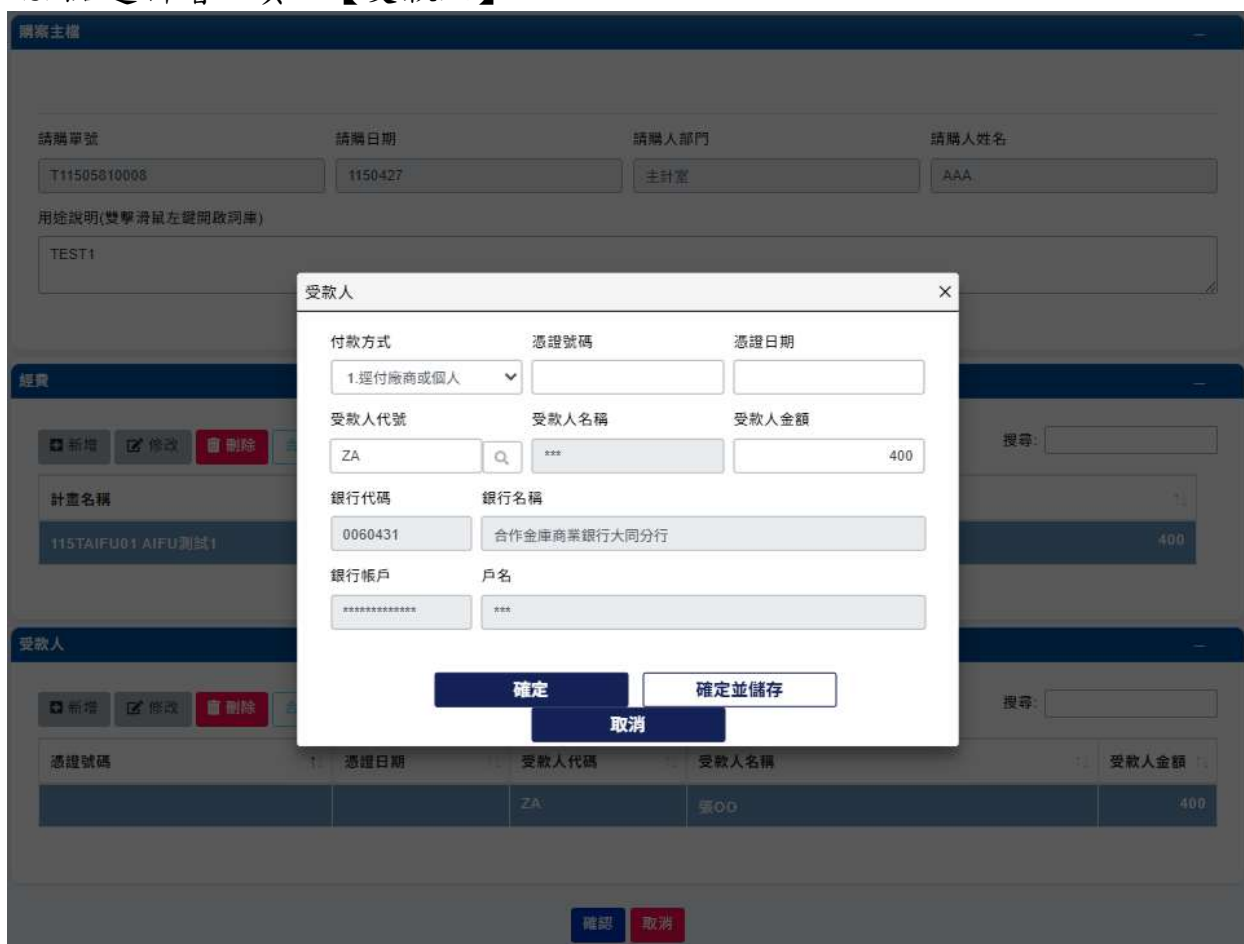 購案主檔
請購單號 請購日期 請購人部門 請購人姓名
T11505810008 1150427 主計室 AAA
用途說明(雙擊滑鼠左鍵開啟詞庫)
TEST1
受款人
付款方式 憑證號碼 憑證日期
1.逕付廠商或個人
經費
受款人代號 受款人名稱 受款人金額
新增 修改 刪除 搜尋:
ZA *** 400
銀行代碼 銀行名稱
計畫名稱
0060431 合作金庫商業銀行大同分行
115TAIFU01 AIFU測試1 400
銀行帳戶 戶名
************* ***
受款人
確定 確定並儲存
新增 修改 刪除 搜尋:
取消
憑證號碼 憑證日期 受款人代碼 受款人名稱 受款人金額
ZA 張OO 400
確認 取消